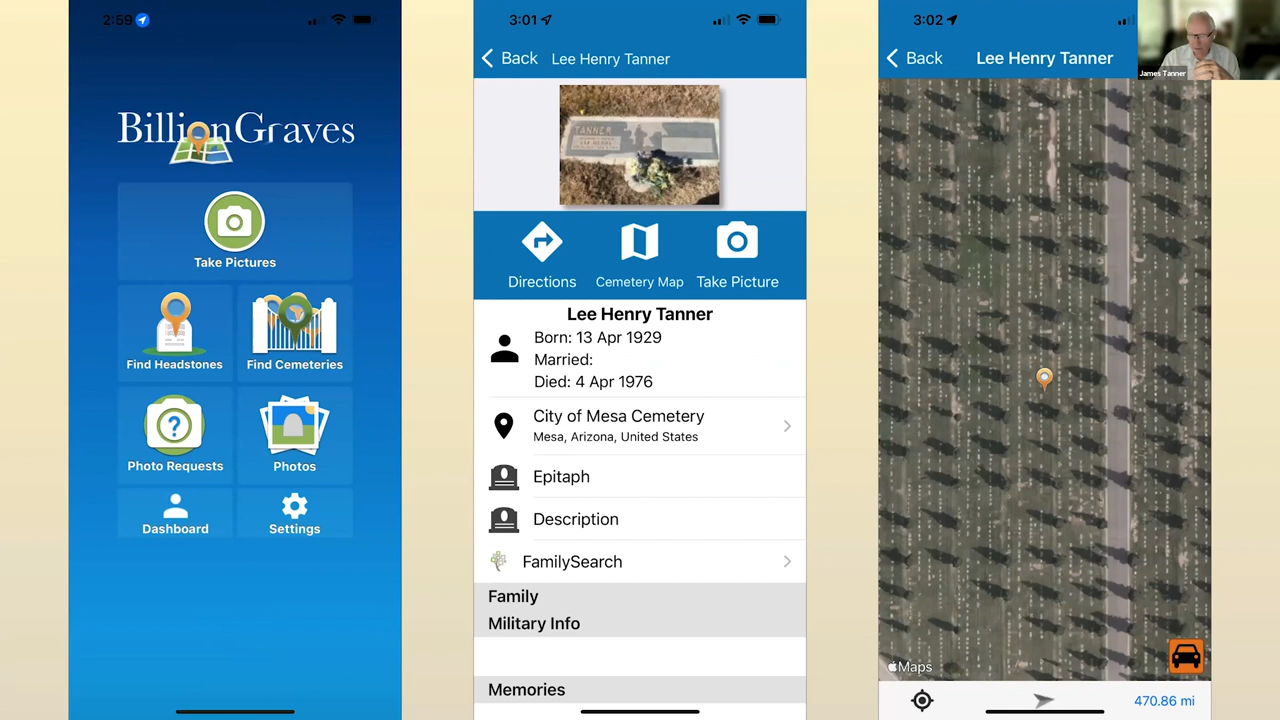 2:59
BillionGraves
Take Pictures
Find Headstones
Find Cemeteries
Photo Requests
Photos
Dashboard
Settings
3:01
Back
Lee Henry Tanner
TANNER
LEE HENRY
Directions
Cemetery Map
Take Picture
Lee Henry Tanner
Born: 13 Apr 1929
Married:
Died: 4 Apr 1976
City of Mesa Cemetery
Mesa, Arizona, United States
Epitaph
Description
FamilySearch
Family
Military Info
Memories
3:02
Back
Lee Henry Tanner
Maps
470.86 mi
James Tanner